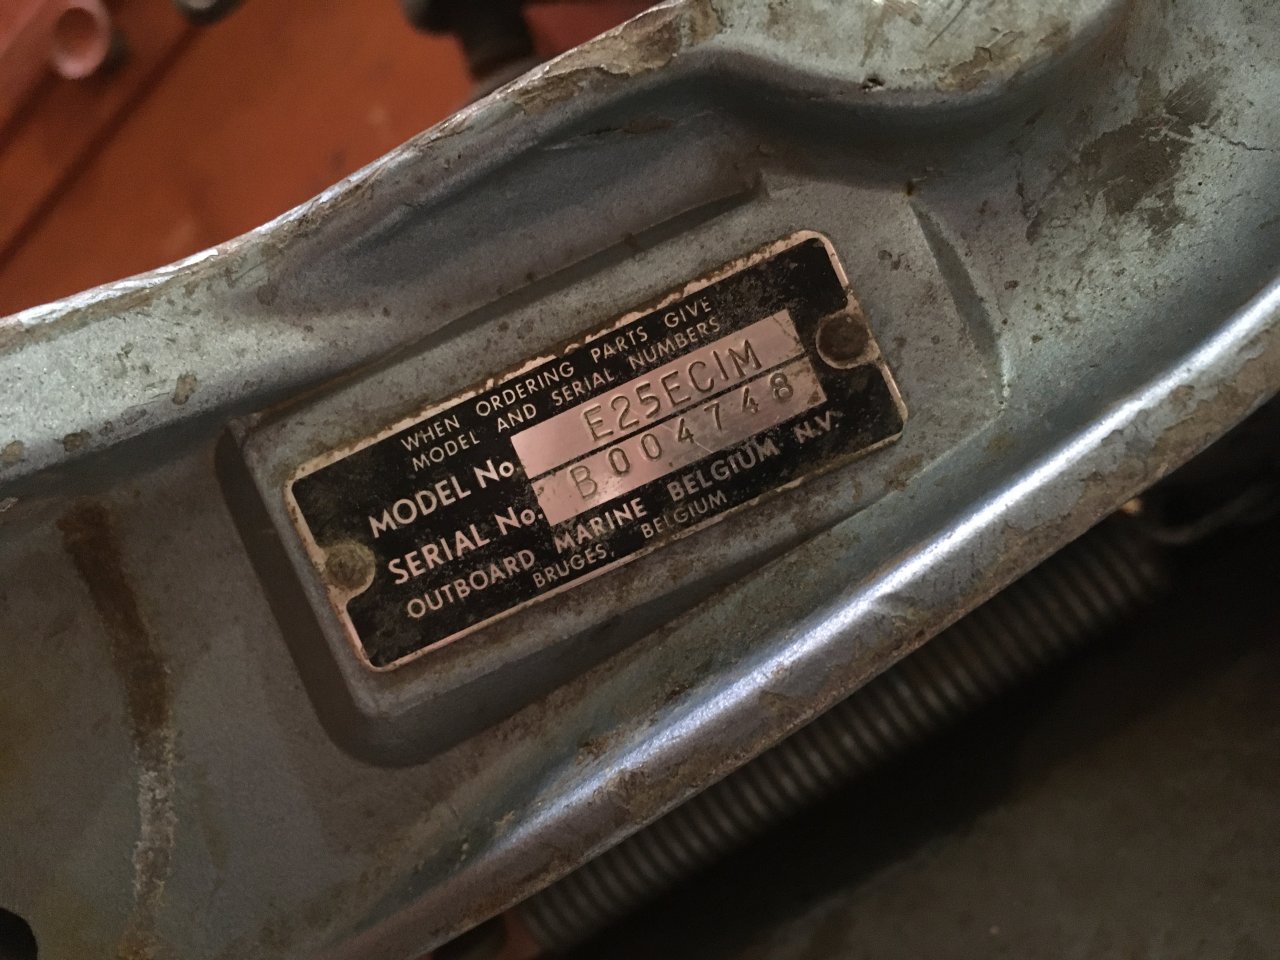 WHEN ORDERING PARTS GIVE
MODEL AND SERIAL NUMBERS
MODEL No E25ECIM
SERIAL No. B004748
OUTBOARD MARINE BELGIUM N.V.
BRUGES, BELGIUM